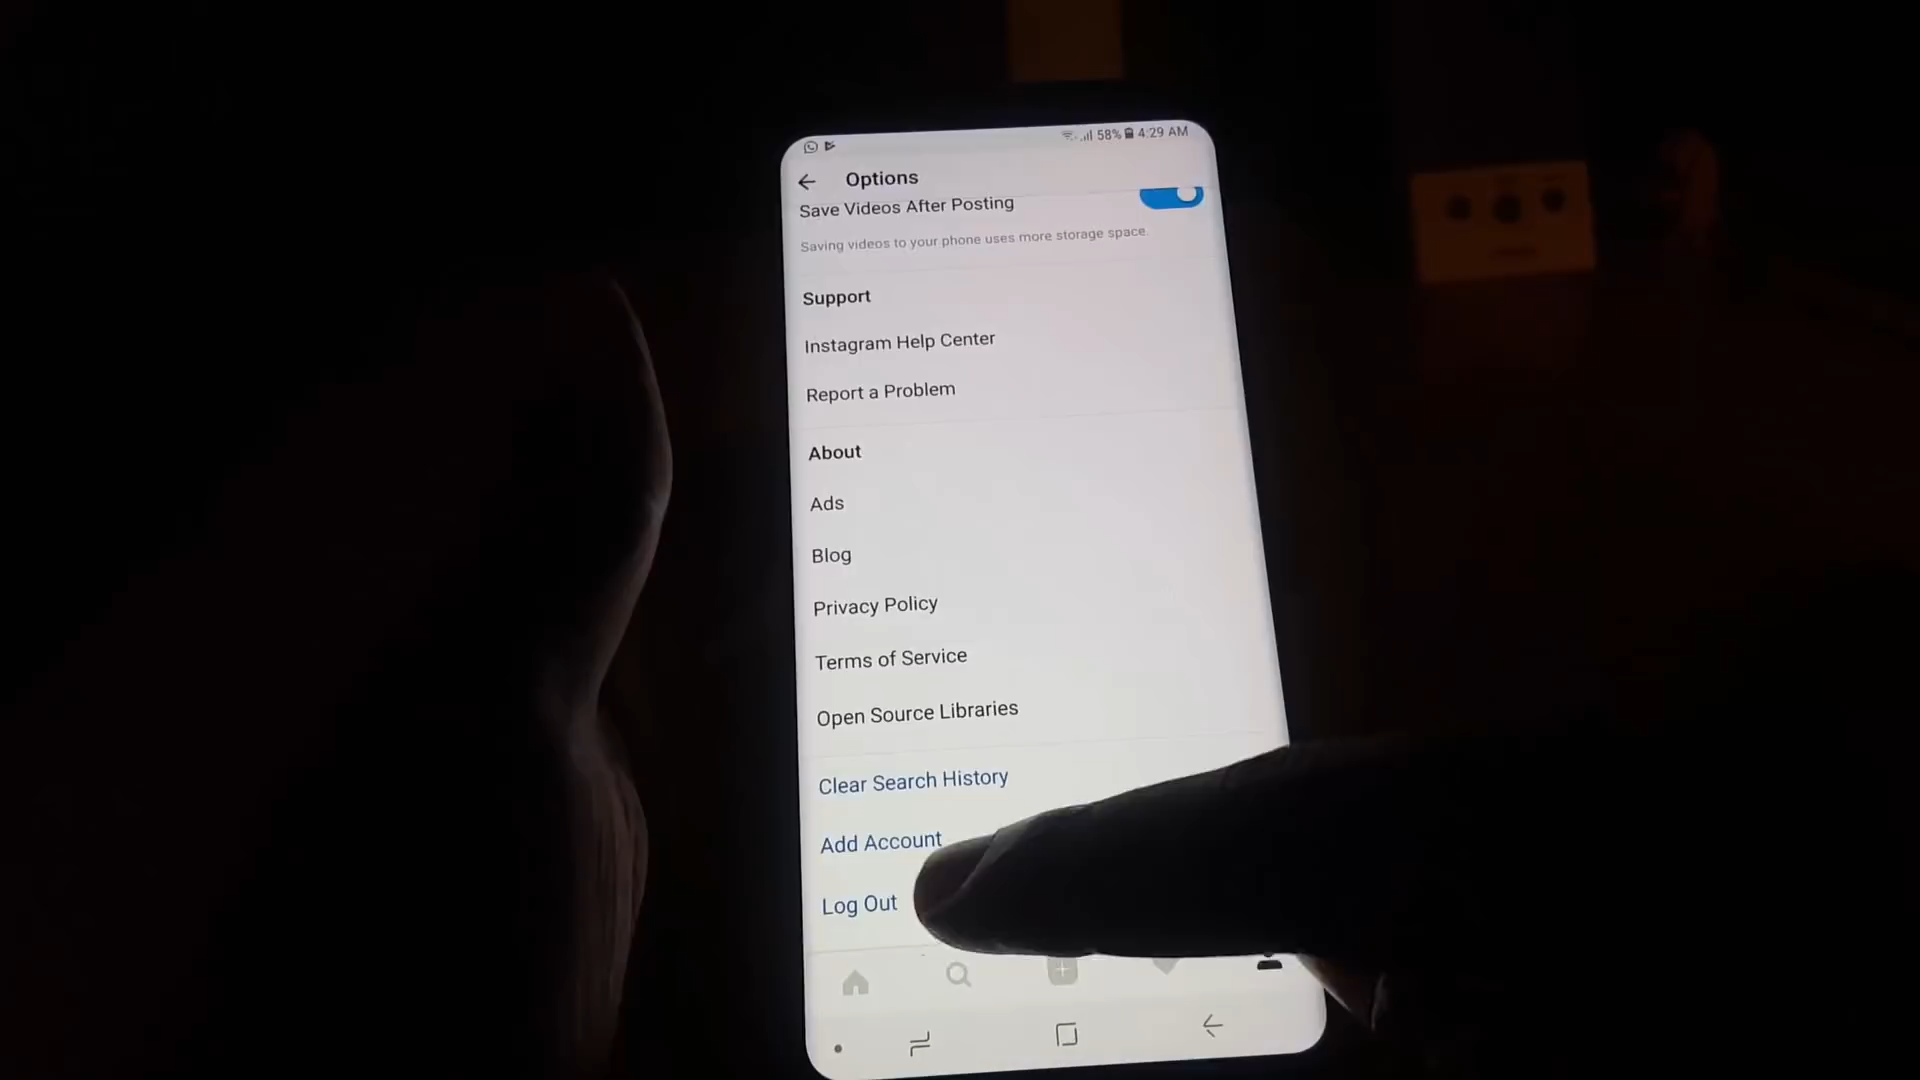 58% 4:29 AM
Options
Save Videos After Posting
Saving videos to your phone uses more storage space.
Support
Instagram Help Center
Report a Problem
About
Ads
Blog
Privacy Policy
Terms of Service
Open Source Libraries
Clear Search History
Add Account
Log Out